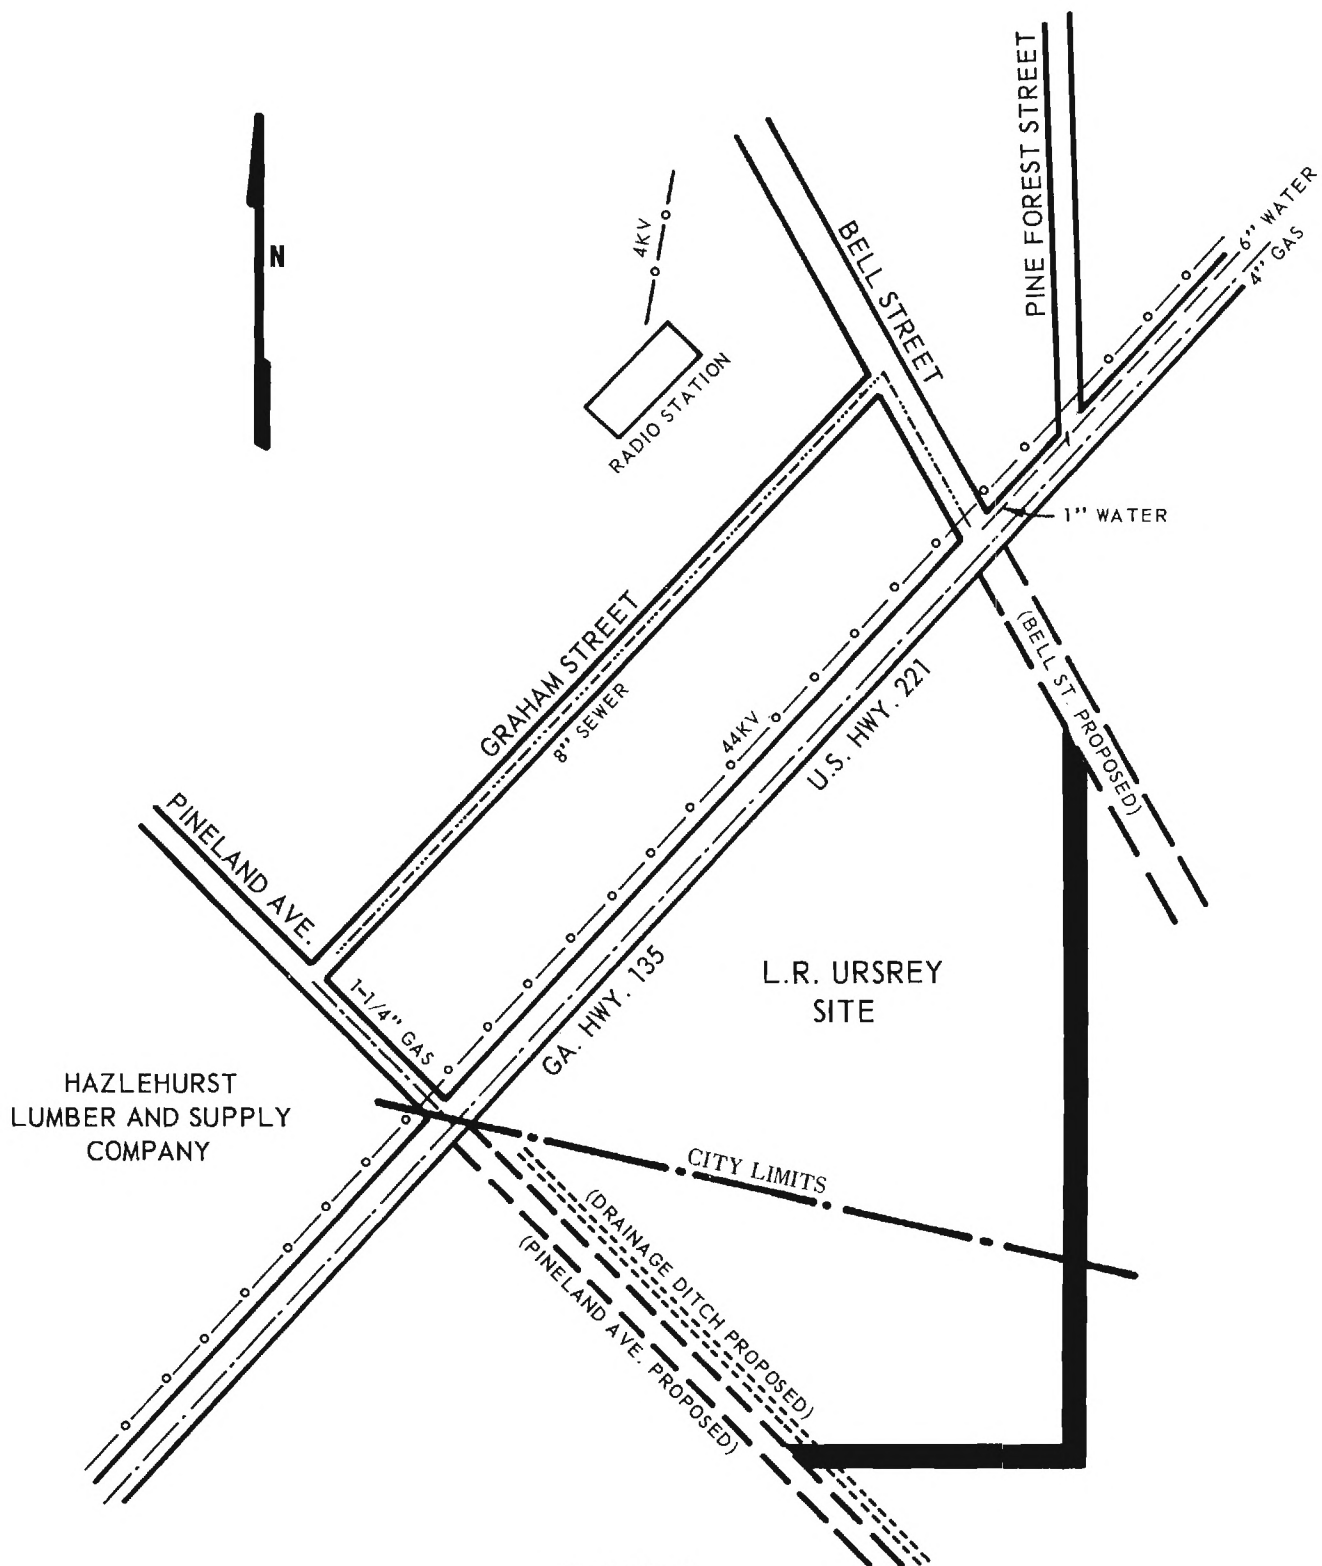 PINE FOREST STREET
6" WATER
4" GAS
N
4KV
BELL STREET
RADIO STATION
1" WATER
GRAHAM STREET
8" SEWER
(BELL ST. PROPOSED)
44KV
U.S. HWY. 221
PINELAND AVE.
GA. HWY. 135
L.R. URSREY
SITE
1-1/4" GAS
HAZLEHURST
LUMBER AND SUPPLY
COMPANY
CITY LIMITS
(DRAINAGE DITCH PROPOSED)
(PINELAND AVE. PROPOSED)